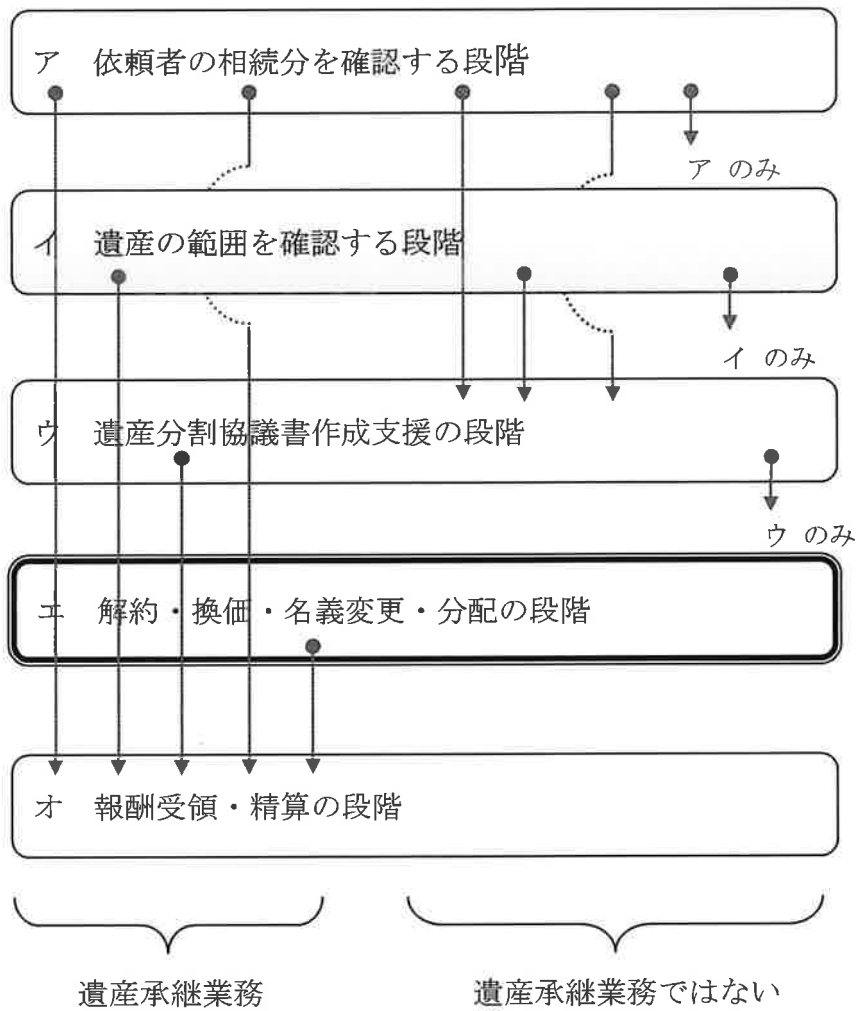 ア 依頼者の相続分を確認する段階
ア のみ
イ 遺産の範囲を確認する段階
イ のみ
ウ 遺産分割協議書作成支援の段階
ウ のみ
エ 解約・換価・名義変更・分配の段階
オ 報酬受領・精算の段階
遺産承継業務
遺産承継業務ではない